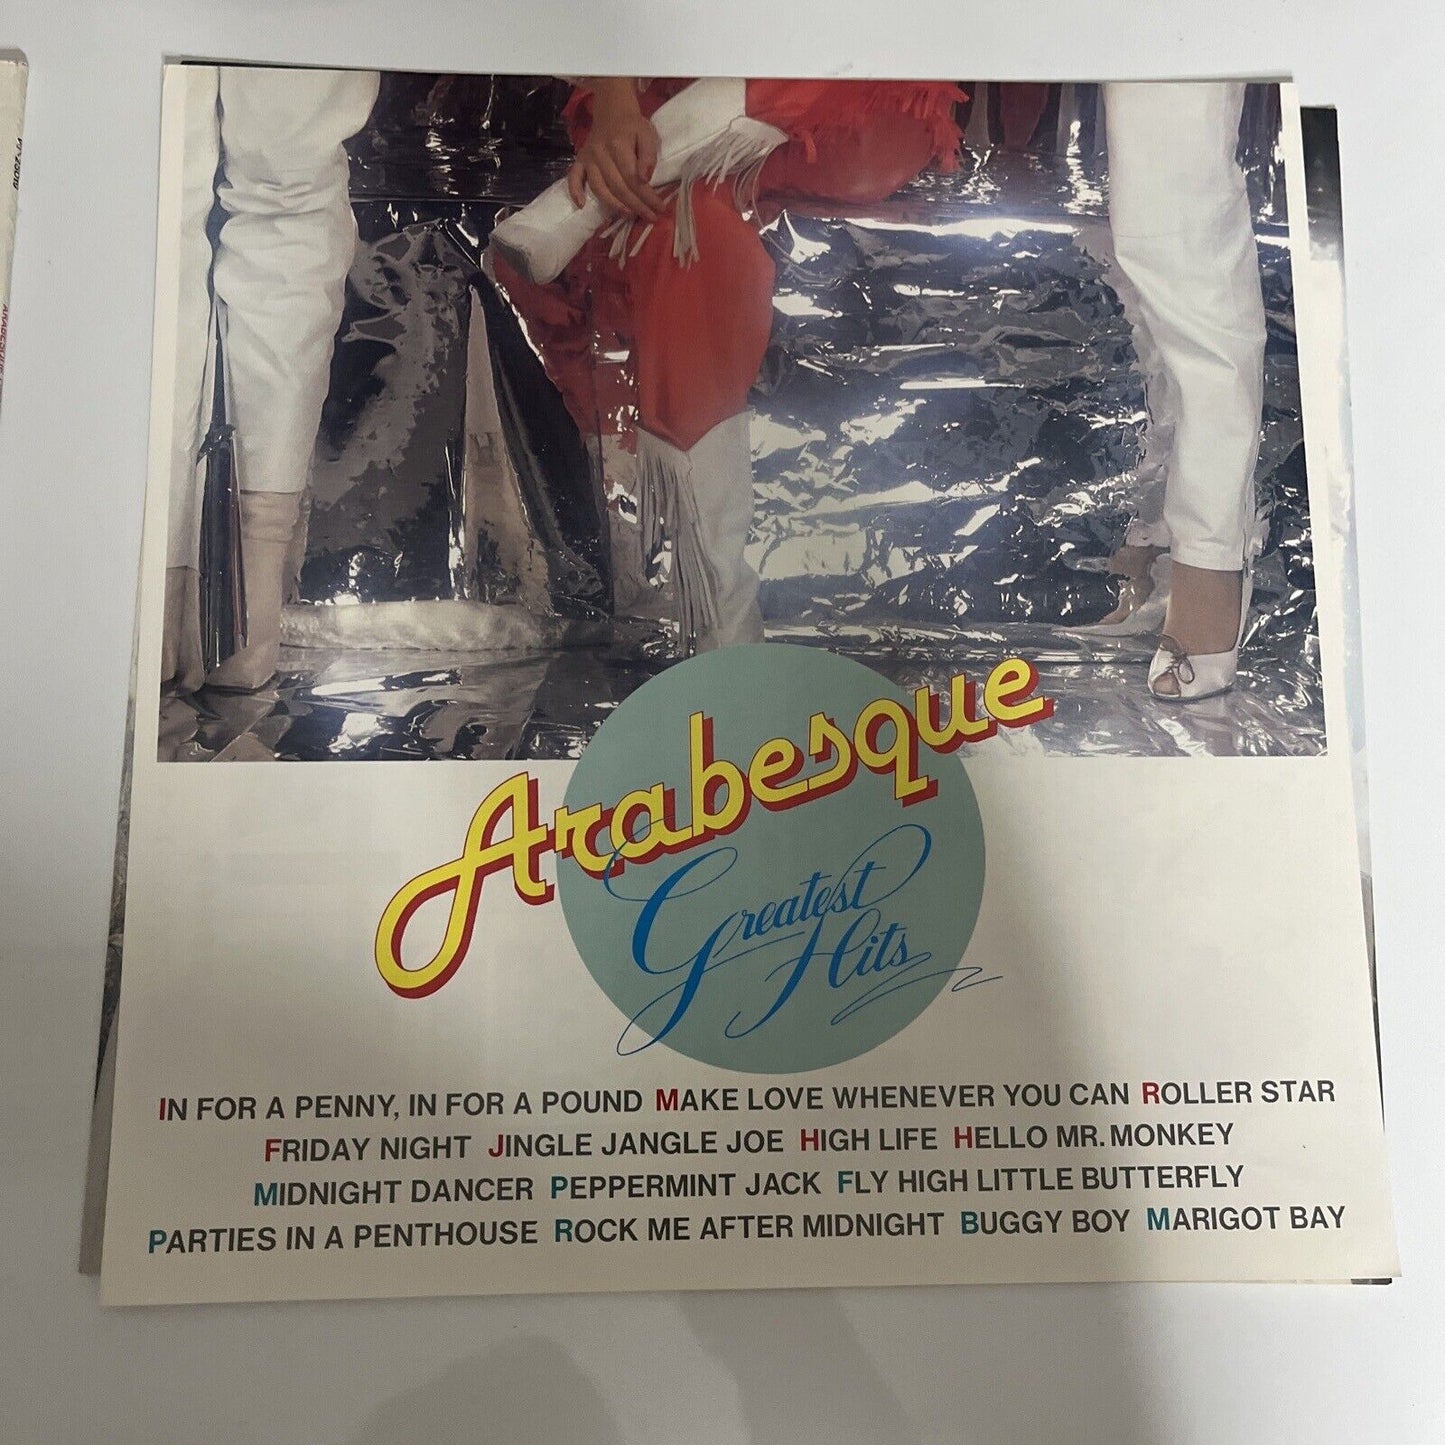 Arabesque
Greatest
Hits
IN FOR A PENNY, IN FOR A POUND MAKE LOVE WHENEVER YOU CAN ROLLER STAR
FRIDAY NIGHT JINGLE JANGLE JOE HIGH LIFE HELLO MR. MONKEY
MIDNIGHT DANCER PEPPERMINT JACK FLY HIGH LITTLE BUTTERFLY
PARTIES IN A PENTHOUSE ROCK ME AFTER MIDNIGHT BUGGY BOY MARIGOT BAY